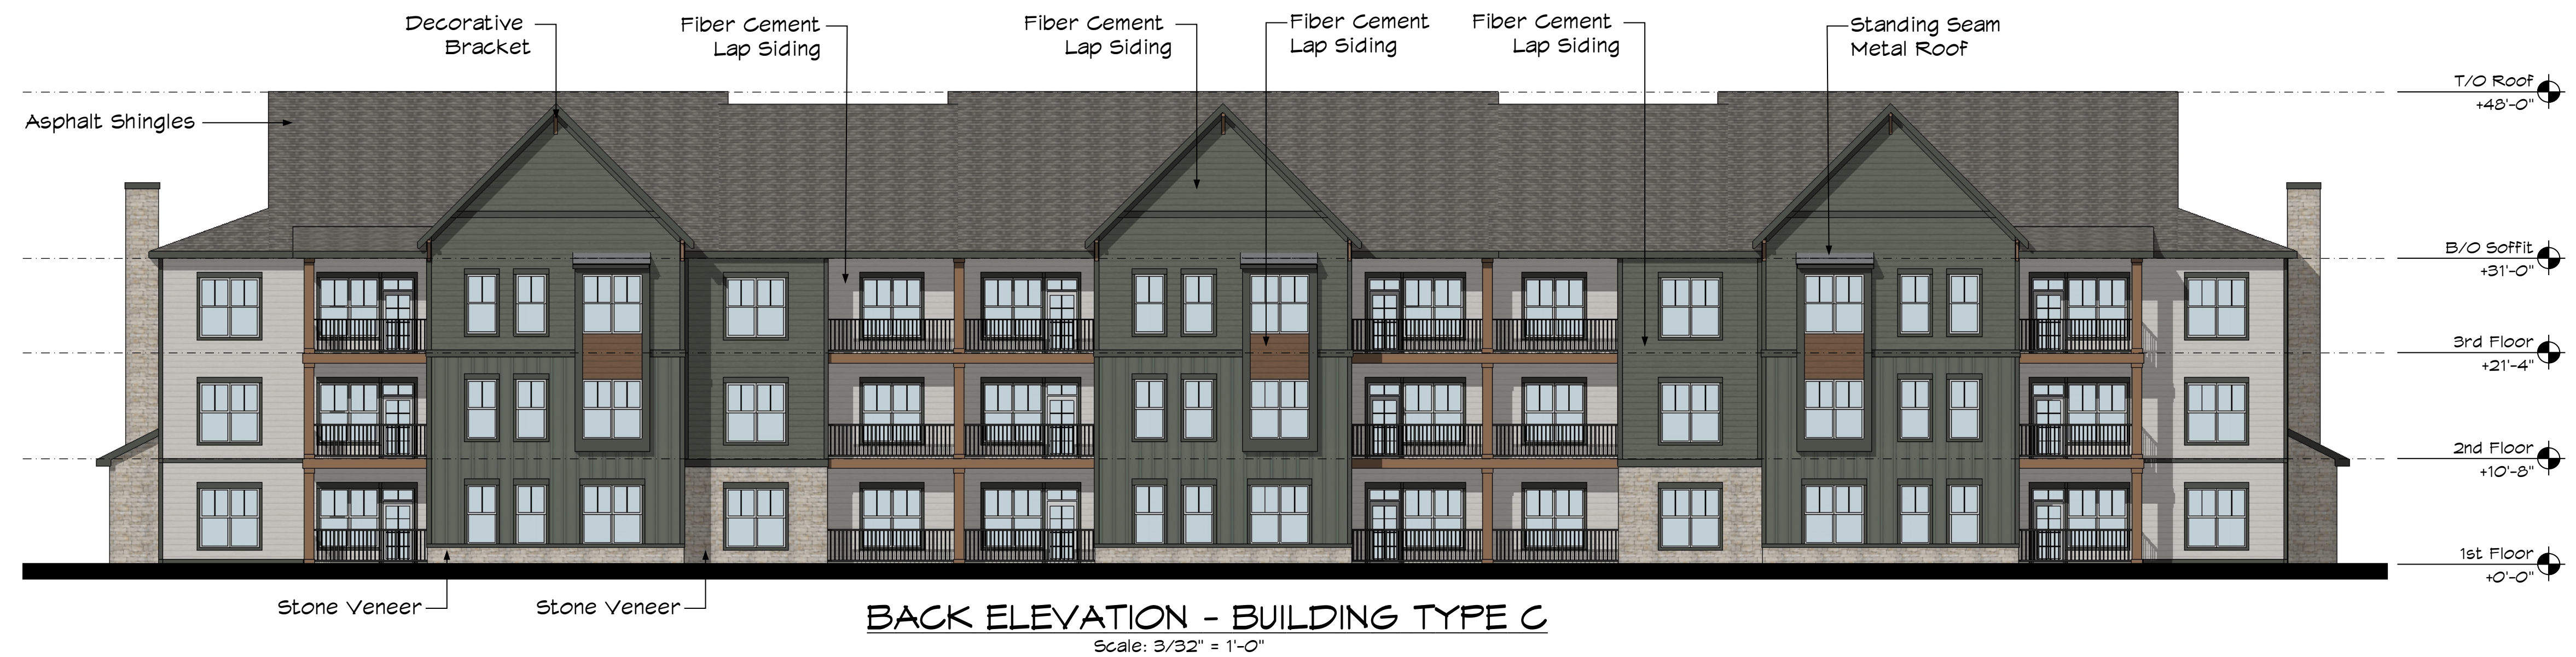 Decorative
Bracket
Fiber Cement
Lap Siding
Fiber Cement
Lap Siding
Fiber Cement
Lap Siding
Fiber Cement
Lap Siding
Standing Seam
Metal Roof
T/O Roof
+48'-0"
Asphalt Shingles
B/O Soffit
+31'-0"
3rd Floor
+21'-4"
2nd Floor
+10'-8"
1st Floor
+0'-0"
Stone Veneer
Stone Veneer
BACK ELEVATION - BUILDING TYPE C
Scale: 3/32" = 1'-0"